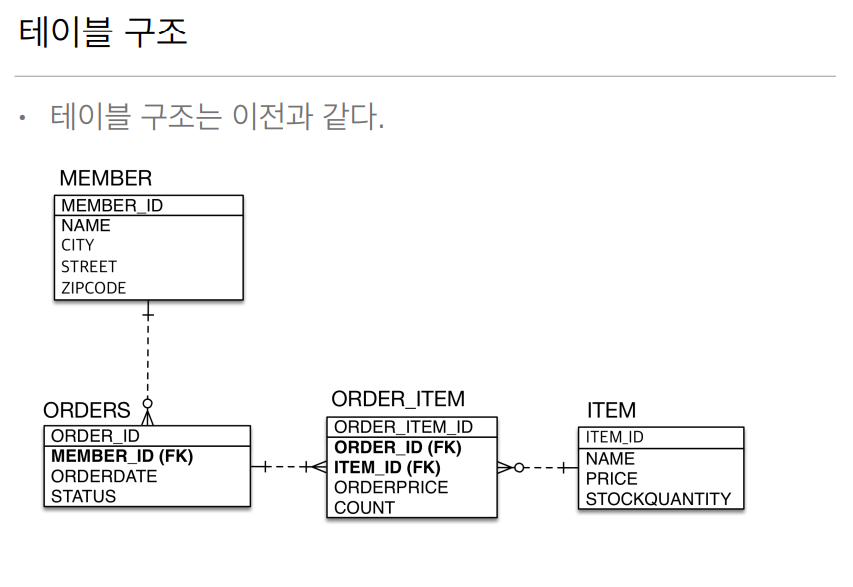 테이블 구조
• 테이블 구조는 이전과 같다.
MEMBER
MEMBER_ID
NAME
CITY
STREET
ZIPCODE
ORDERS
ORDER_ID
MEMBER_ID (FK)
ORDERDATE
STATUS
ORDER_ITEM
ORDER_ITEM_ID
ORDER_ID (FK)
ITEM_ID (FK)
ORDERPRICE
COUNT
ITEM
ITEM_ID
NAME
PRICE
STOCKQUANTITY